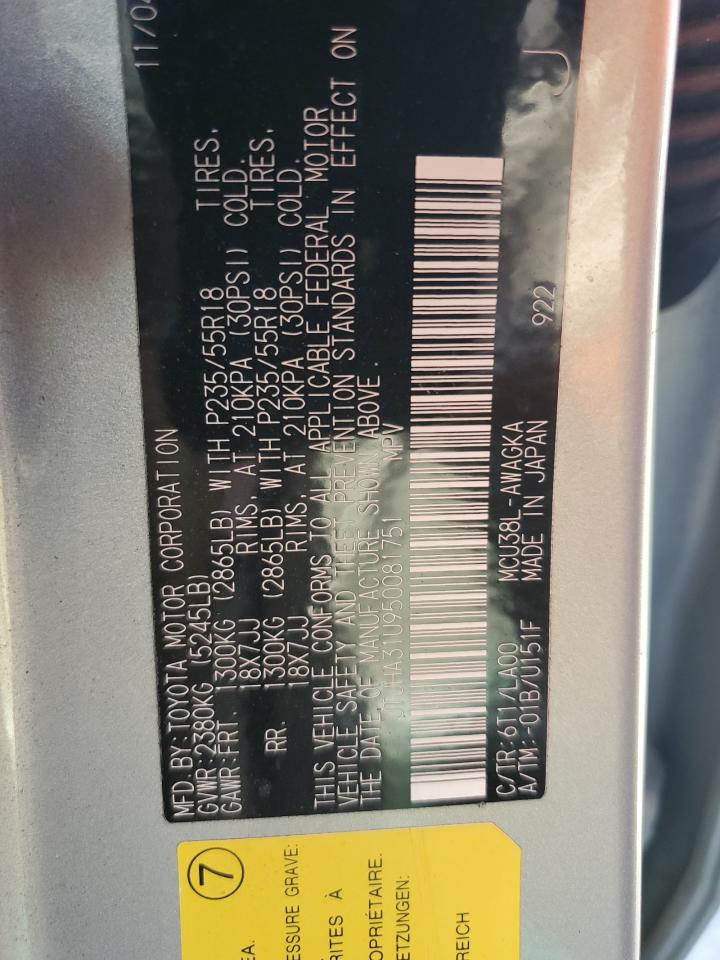 MFD. BY: TOYOTA MOTOR CORPORATION 11/04
GVWR: 2380KG (5245LB)
GAWR: FRT. 1300KG (2865LB) WITH P235/55R18 TIRES,
18X7JJ RIMS, AT 210KPA (30PSI) COLD.
RR. 1300KG (2865LB) WITH P235/55R18 TIRES,
18X7JJ RIMS, AT 210KPA (30PSI) COLD.
THIS VEHICLE CONFORMS TO ALL APPLICABLE FEDERAL MOTOR
VEHICLE SAFETY AND THEFT PREVENTION STANDARDS IN EFFECT ON
THE DATE OF MANUFACTURE SHOWN ABOVE.
JTJHA31U950081751 MPV
C/TR: 6T1/LA00 MCU38L-AWAGKA
A/TM: -01B/U151F MADE IN JAPAN 922
J
7
EA.
ESSURE GRAVE:
RITES À
OPRIÉTAIRE.
ETZUNGEN:
REICH